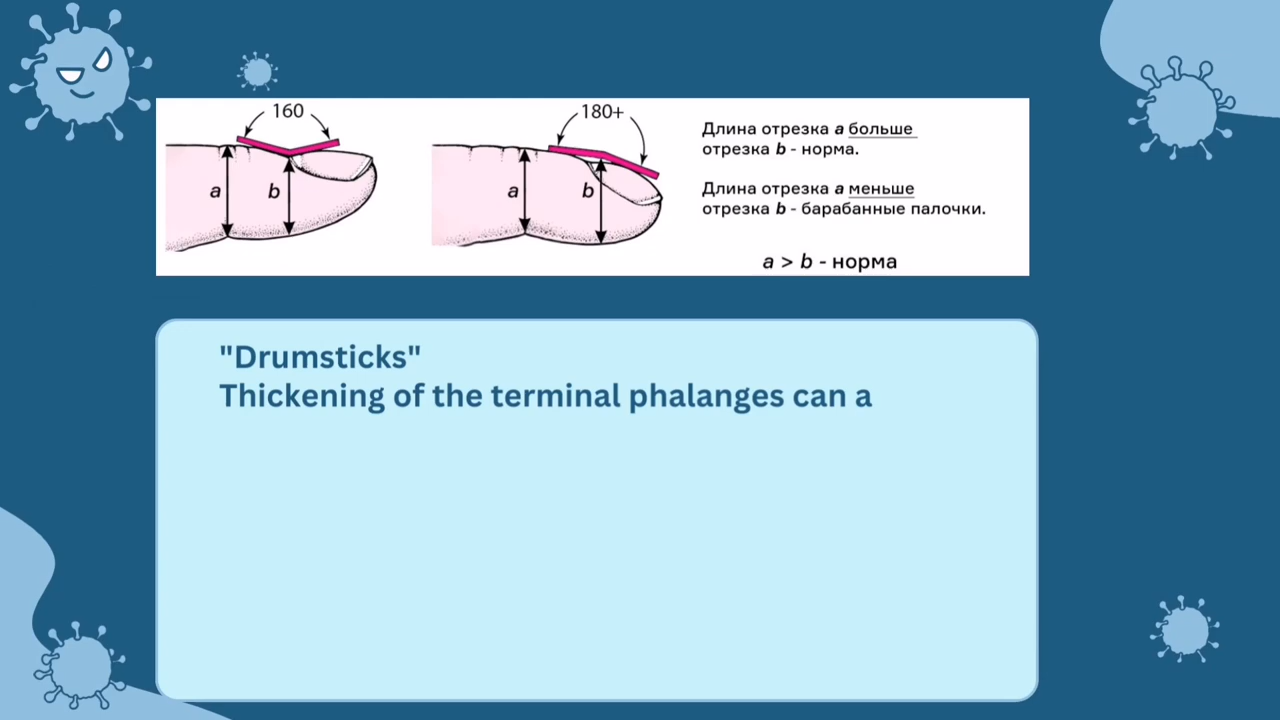 160
a
b
180+
a
b
Длина отрезка a больше
отрезка b - норма.
Длина отрезка a меньше
отрезка b - барабанные палочки.
a > b - норма
"Drumsticks"
Thickening of the terminal phalanges can a